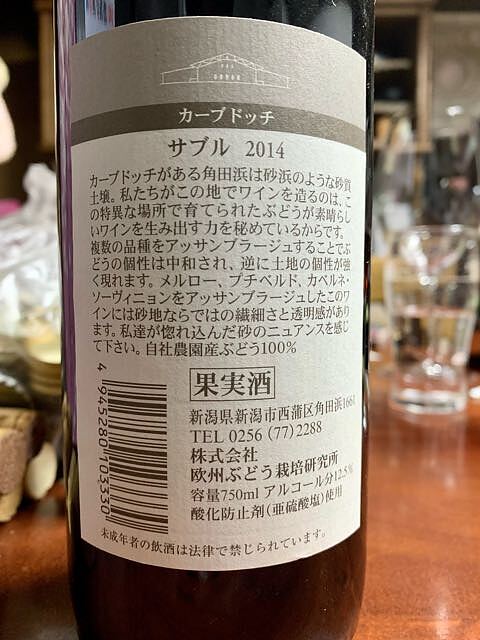 カーブドッチ
サブル 2014
カーブドッチがある角田浜は砂浜のような砂質
土壌。私たちがこの地でワインを造るのは、こ
の特異な場所で育てられたぶどうが素晴らし
いワインを生み出す力を秘めているからです。
複数の品種をアッサンブラージュすることでぶ
どうの個性は中和され、逆に土地の個性が強
く現れます。メルロー、プチベルド、カベルネ・
ソーヴィニョンをアッサンブラージュしたこのワ
インには砂地ならではの繊細さと透明感があり
ます。私達が惚れ込んだ砂のニュアンスを感じ
て下さい。自社農園産ぶどう100%
果実酒
新潟県新潟市西蒲区角田浜1661
TEL 0256 (77) 2288
株式会社
欧州ぶどう栽培研究所
容量750ml アルコール分12.5%
酸化防止剤(亜硫酸塩)使用
4 945280 103330
未成年者の飲酒は法律で禁じられています。